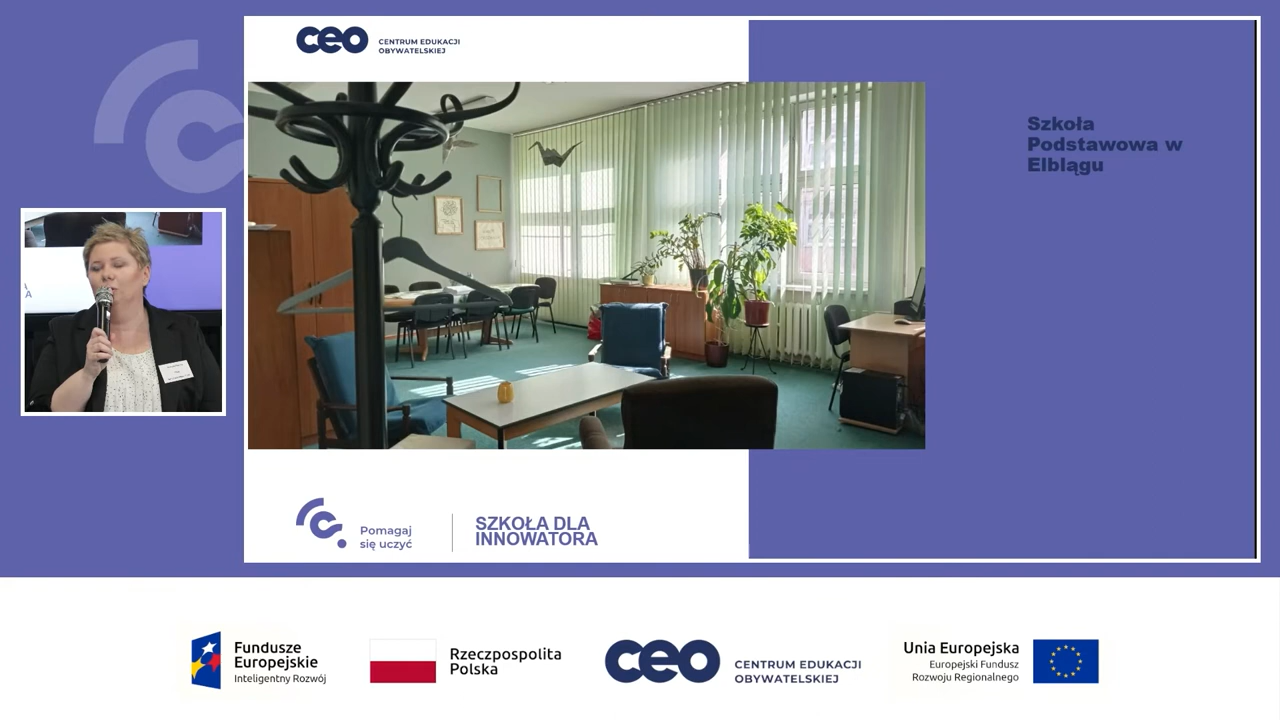 ceo CENTRUM EDUKACJI
OBYWATELSKIEJ
Szkoła
Podstawowa w
Elblągu
Pomagaj
się uczyć
SZKOŁA DLA
INNOWATORA
Fundusze
Europejskie
Inteligentny Rozwój
Rzeczpospolita
Polska
ceo CENTRUM EDUKACJI
OBYWATELSKIEJ
Unia Europejska
Europejski Fundusz
Rozwoju Regionalnego